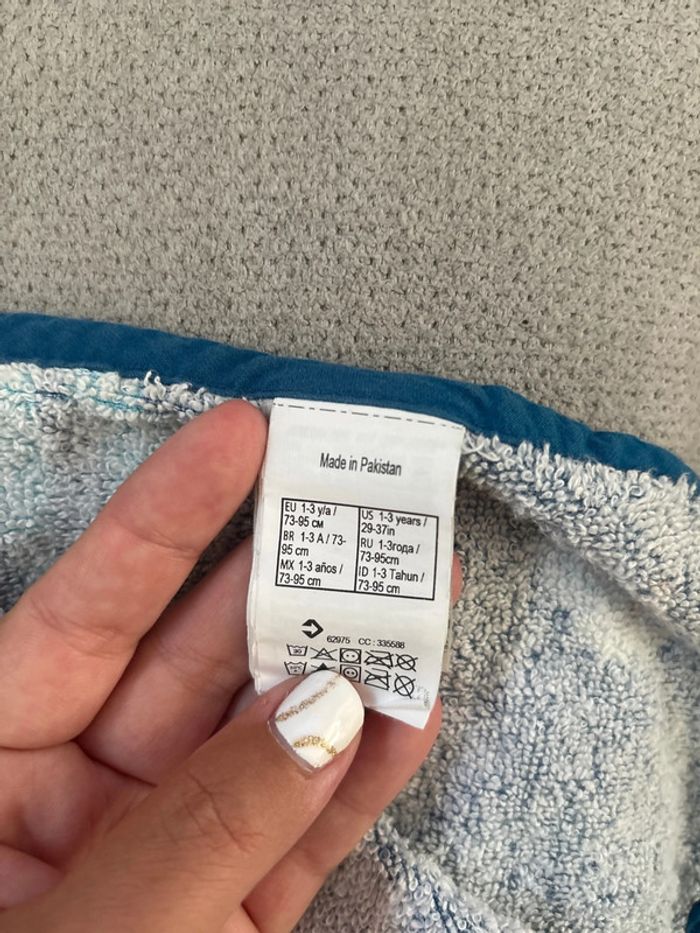 Made in Pakistan
EU 1-3 y/a /
73-95 см
BR 1-3 A / 73-
95 cm
MX 1-3 años /
73-95 cm
US 1-3 years /
29-37in
RU 1-3года /
73-95cm
ID 1-3 Tahun /
73-95 cm
62975 CC : 335588
30